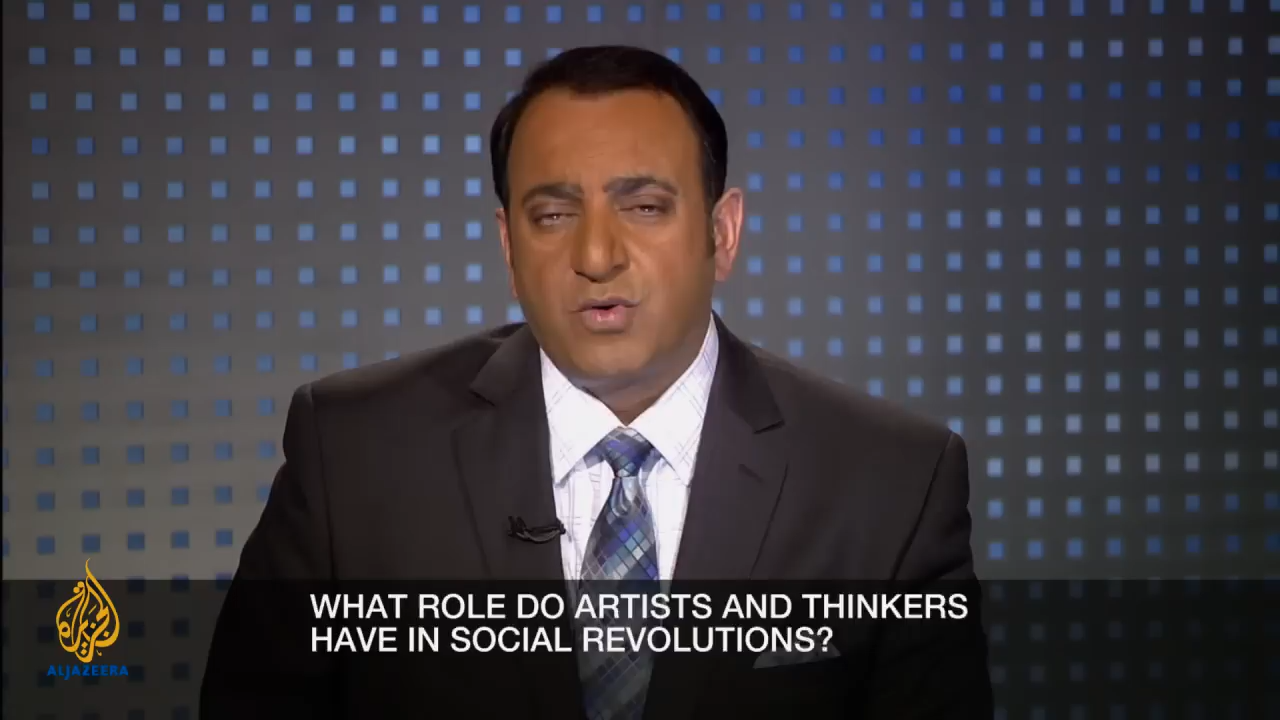 WHAT ROLE DO ARTISTS AND THINKERS
HAVE IN SOCIAL REVOLUTIONS?
الجزيرة
ALJAZEERA